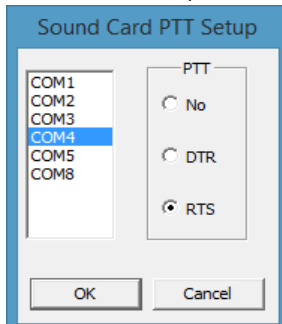 Sound Card PTT Setup
COM1
COM2
COM3
COM4
COM5
COM8
PTT
No
DTR
RTS
OK
Cancel